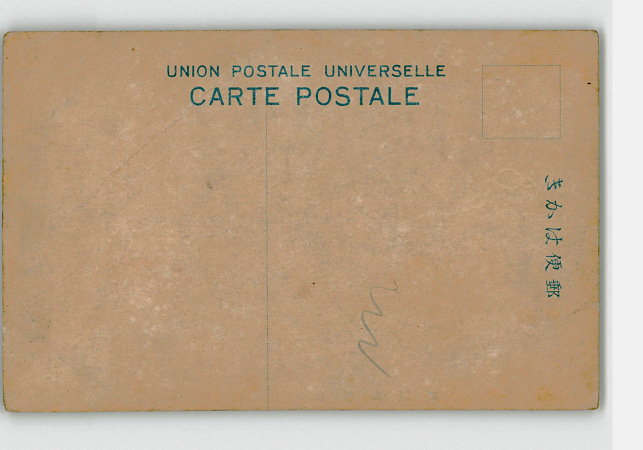 UNION POSTALE UNIVERSELLE
CARTE POSTALE
きかは便郵